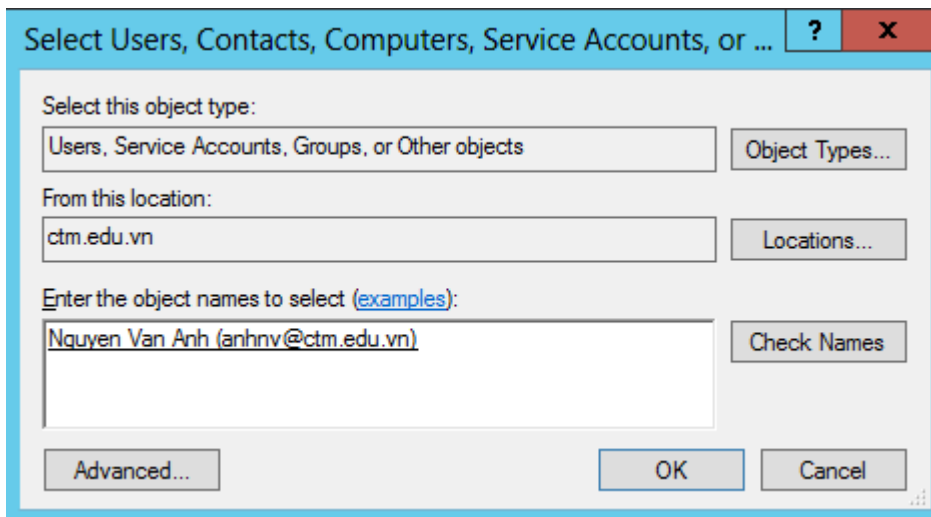 Select Users, Contacts, Computers, Service Accounts, or ...
?
x
Select this object type:
Users, Service Accounts, Groups, or Other objects
Object Types...
From this location:
ctm.edu.vn
Locations...
Enter the object names to select (examples):
Nguyen Van Anh (anhnv@ctm.edu.vn)
Check Names
Advanced...
OK
Cancel